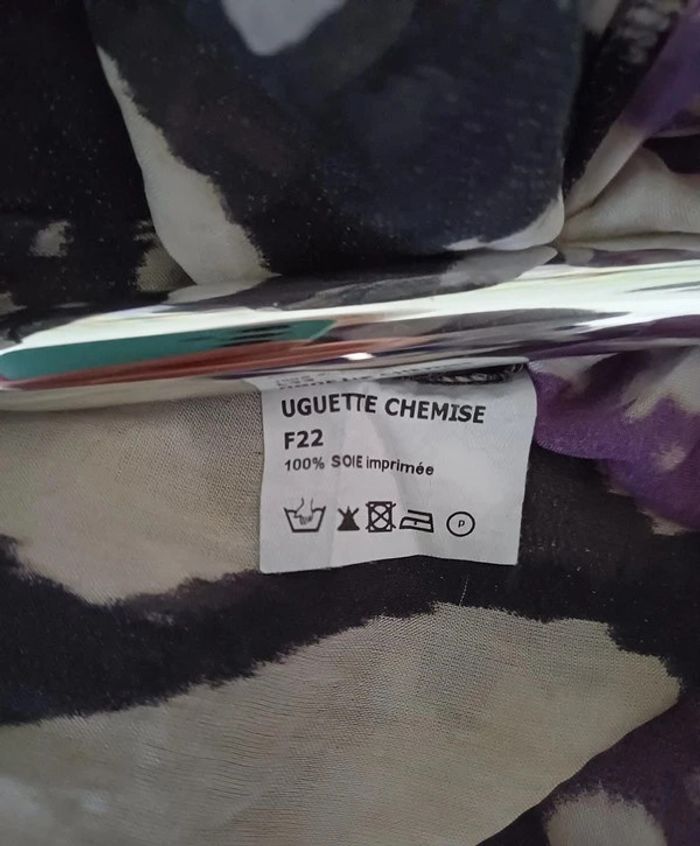 UGUETTE CHEMISE
F22
100% SOIE imprimée
P